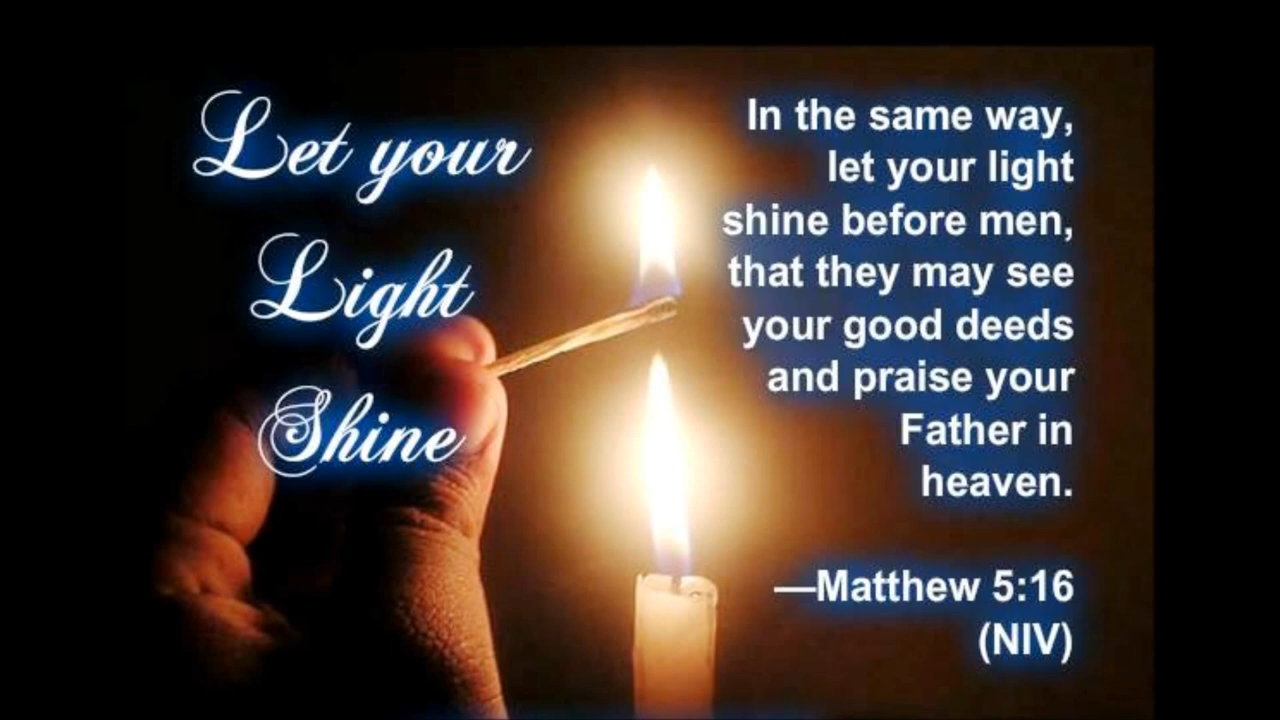 Let your
Light
Shine
In the same way,
let your light
shine before men,
that they may see
your good deeds
and praise your
Father in
heaven.
—Matthew 5:16
(NIV)